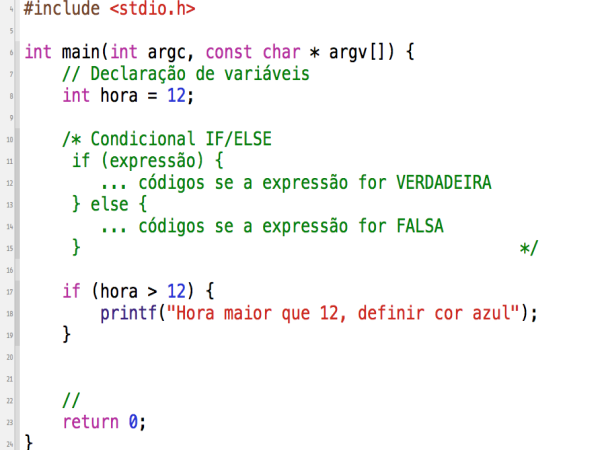 4 #include <stdio.h>
5
6 int main(int argc, const char * argv[]) {
7     // Declaração de variáveis
8     int hora = 12;
9
10     /* Condicional IF/ELSE
11      if (expressão) {
12         ... códigos se a expressão for VERDADEIRA
13      } else {
14         ... códigos se a expressão for FALSA
15      }                                              */
16
17     if (hora > 12) {
18         printf("Hora maior que 12, definir cor azul");
19     }
20
21
22     //
23     return 0;
24 }